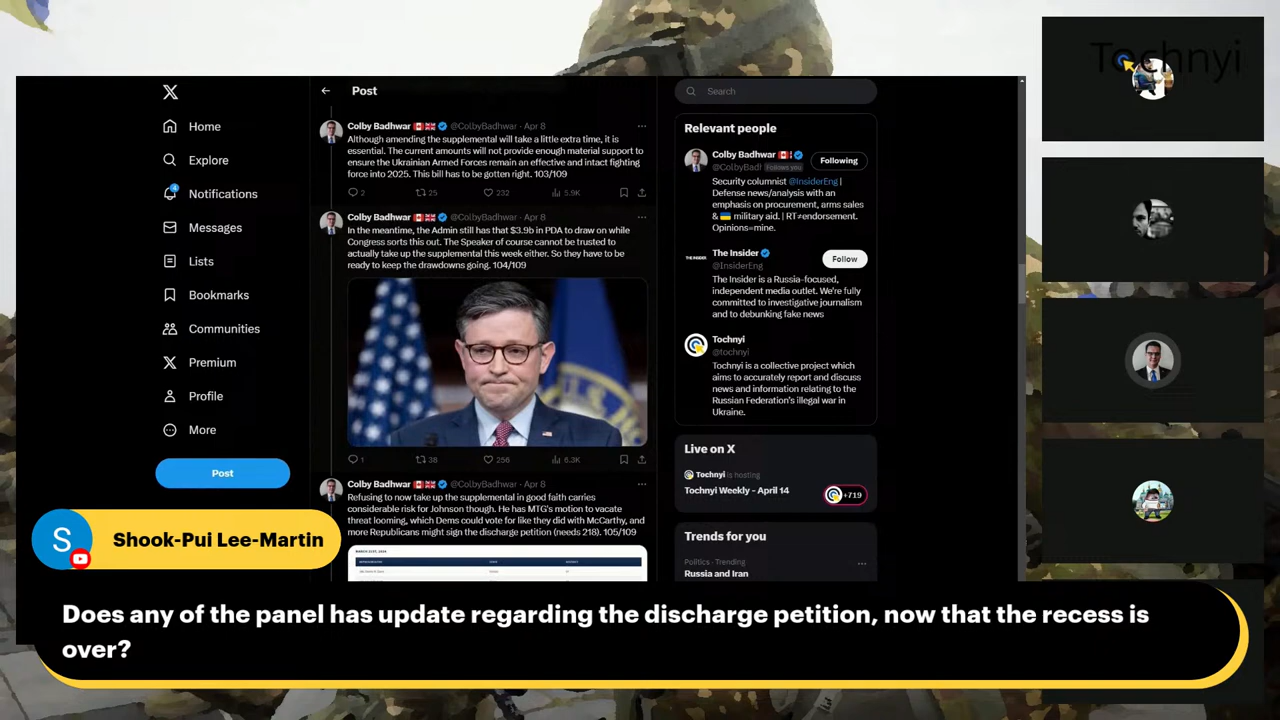 Tochnyi
Post
Search
Home
Explore
Notifications
Messages
Lists
Bookmarks
Communities
Premium
Profile
More
Post
Colby Badhwar @ColbyBadhwar · Apr 8
Although amending the supplemental will take a little extra time, it is
essential. The current amounts will not provide enough material support to
ensure the Ukrainian Armed Forces remain an effective and intact fighting
force into 2025. This bill has to be gotten right. 103/109
2 25 232 5.9K
Colby Badhwar @ColbyBadhwar · Apr 8
In the meantime, the Admin still has that $3.9b in PDA to draw on while
Congress sorts this out. The Speaker of course cannot be trusted to
actually take up the supplemental this week either. So they have to be
ready to keep the drawdowns going. 104/109
1 38 256 6.3K
Colby Badhwar @ColbyBadhwar · Apr 8
Refusing to now take up the supplemental in good faith carries
considerable risk for Johnson though. He has MTG's motion to vacate
threat looming, which Dems could vote for like they did with McCarthy, and
more Republicans might sign the discharge petition (needs 218). 105/109
MARCH 21ST, 2024
Relevant people
Colby Badhwar
@ColbyBad Follows you
Following
Security columnist @InsiderEng |
Defense news/analysis with an
emphasis on procurement, arms sales
& military aid. | RT≠endorsement.
Opinions=mine.
The Insider
@InsiderEng
Follow
THE INSIDER
The Insider is a Russia-focused,
independent media outlet. We're fully
committed to investigative journalism
and to debunking fake news
Tochnyi
@tochnyi
Tochnyi is a collective project which
aims to accurately report and discuss
news and information relating to the
Russian Federation's illegal war in
Ukraine.
Live on X
Tochnyi is hosting
Tochnyi Weekly - April 14
+719
Trends for you
Politics · Trending
Russia and Iran
S
Shook-Pui Lee-Martin
Does any of the panel has update regarding the discharge petition, now that the recess is
over?